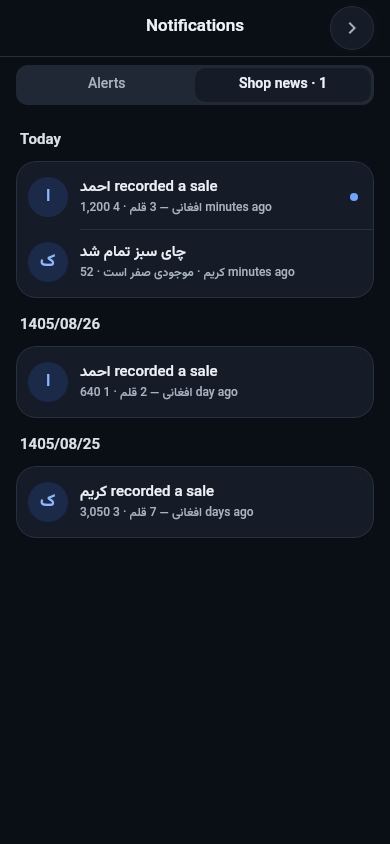 Notifications
Alerts
Shop news · 1
Today
ا
احمد recorded a sale
1,200 افغانی — 3 قلم · 4 minutes ago
ک
چای سبز تمام شد
کریم · موجودی صفر است · 52 minutes ago
1405/08/26
ا
احمد recorded a sale
640 افغانی — 2 قلم · 1 day ago
1405/08/25
ک
کریم recorded a sale
3,050 افغانی — 7 قلم · 3 days ago